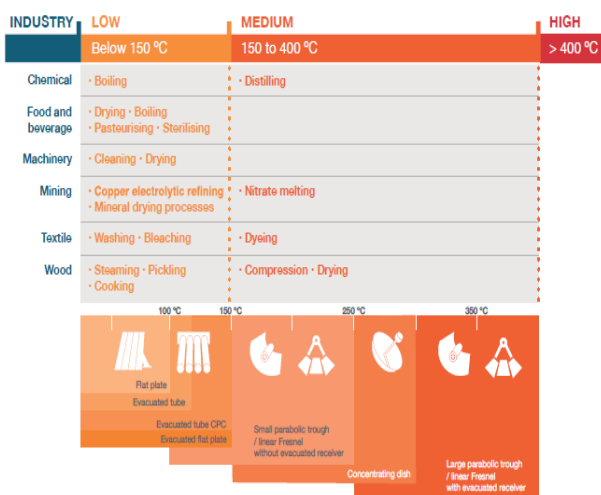 INDUSTRY LOW MEDIUM HIGH
Below 150 ºC 150 to 400 ºC > 400 ºC
Chemical · Boiling · Distilling
Food and beverage · Drying · Boiling
· Pasteurising · Sterilising
Machinery · Cleaning · Drying
Mining · Copper electrolytic refining · Nitrate melting
· Mineral drying processes
Textile · Washing · Bleaching · Dyeing
Wood · Steaming · Pickling · Compression · Drying
· Cooking
100 ºC 150 ºC 250 ºC 350 ºC
Flat plate
Evacuated tube
Evacuated tube CPC
Evacuated flat plate
Small parabolic trough
/ linear Fresnel
without evacuated receiver
Concentrating dish
Large parabolic trough
/ linear Fresnel
with evacuated receiver